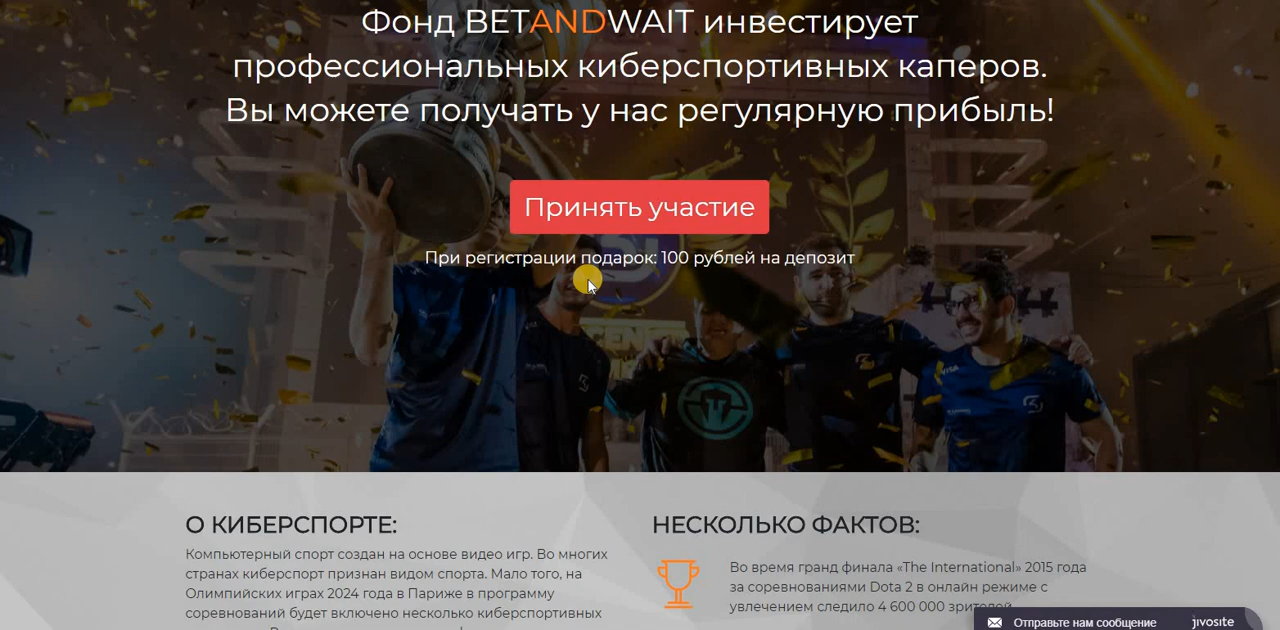 Фонд BETANDWAIT инвестирует
профессиональных киберспортивных каперов.
Вы можете получать у нас регулярную прибыль!
Принять участие
При регистрации подарок: 100 рублей на депозит
О КИБЕРСПОРТЕ:
Компьютерный спорт создан на основе видео игр. Во многих
странах киберспорт признан видом спорта. Мало того, на
Олимпийских играх 2024 года в Париже в программу
соревнований будет включено несколько киберспортивных
НЕСКОЛЬКО ФАКТОВ:
Во время гранд финала «The International» 2015 года
за соревнованиями Dota 2 в онлайн режиме с
увлечением следило 4 600 000 зрителей
Отправьте нам сообщение
jivosite